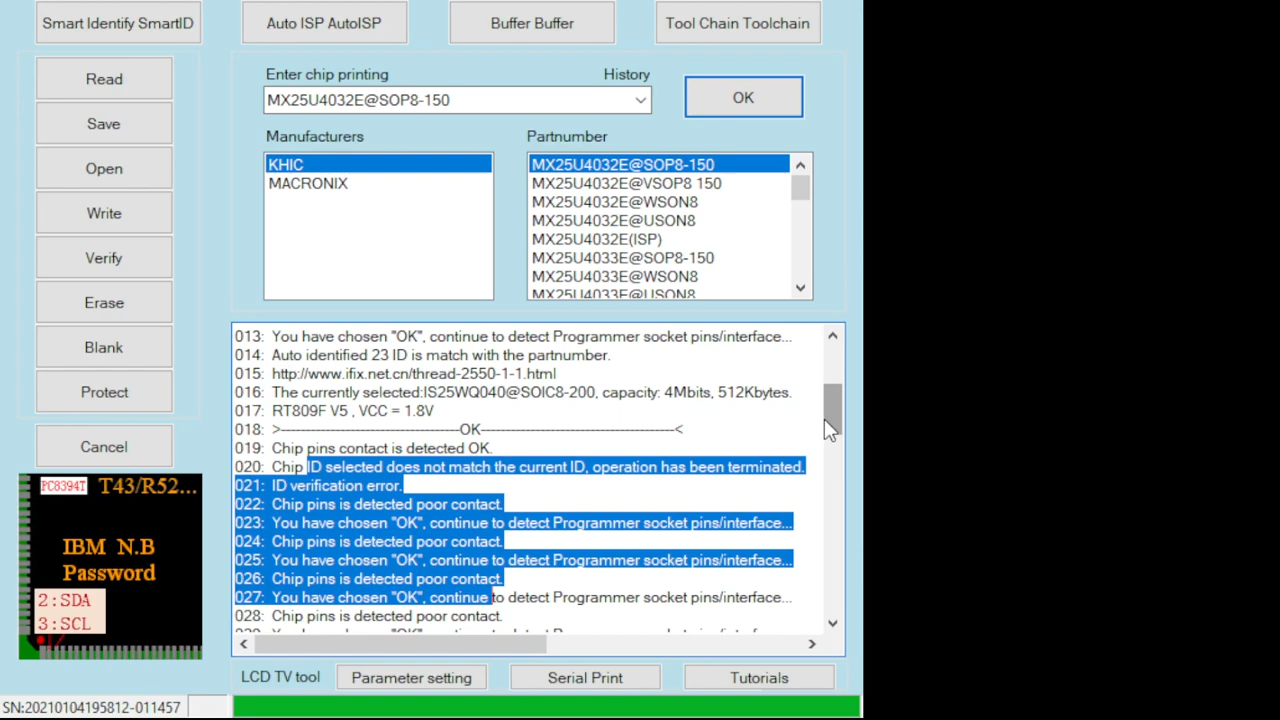 Smart Identify SmartID
Auto ISP AutoISP
Buffer Buffer
Tool Chain Toolchain
Read
Save
Open
Write
Verify
Erase
Blank
Protect
Cancel
Enter chip printing
History
MX25U4032E@SOP8-150
OK
Manufacturers
KHIC
MACRONIX
Partnumber
MX25U4032E@SOP8-150
MX25U4032E@VSOP8 150
MX25U4032E@WSON8
MX25U4032E@USON8
MX25U4032E(ISP)
MX25U4033E@SOP8-150
MX25U4033E@WSON8
MX25U4033E@USON8
013: You have chosen "OK", continue to detect Programmer socket pins/interface...
014: Auto identified 23 ID is match with the partnumber.
015: http://www.ifix.net.cn/thread-2550-1-1.html
016: The currently selected:IS25WQ040@SOIC8-200, capacity: 4Mbits, 512Kbytes.
017: RT809F V5 , VCC = 1.8V
018: >-----------------------------------OK-------------------------------------<
019: Chip pins contact is detected OK.
020: Chip ID selected does not match the current ID, operation has been terminated.
021: ID verification error.
022: Chip pins is detected poor contact.
023: You have chosen "OK", continue to detect Programmer socket pins/interface...
024: Chip pins is detected poor contact.
025: You have chosen "OK", continue to detect Programmer socket pins/interface...
026: Chip pins is detected poor contact.
027: You have chosen "OK", continue to detect Programmer socket pins/interface...
028: Chip pins is detected poor contact.
PC8394T
T43/R52...
IBM N.B
Password
2:SDA
3:SCL
LCD TV tool
Parameter setting
Serial Print
Tutorials
SN:20210104195812-011457